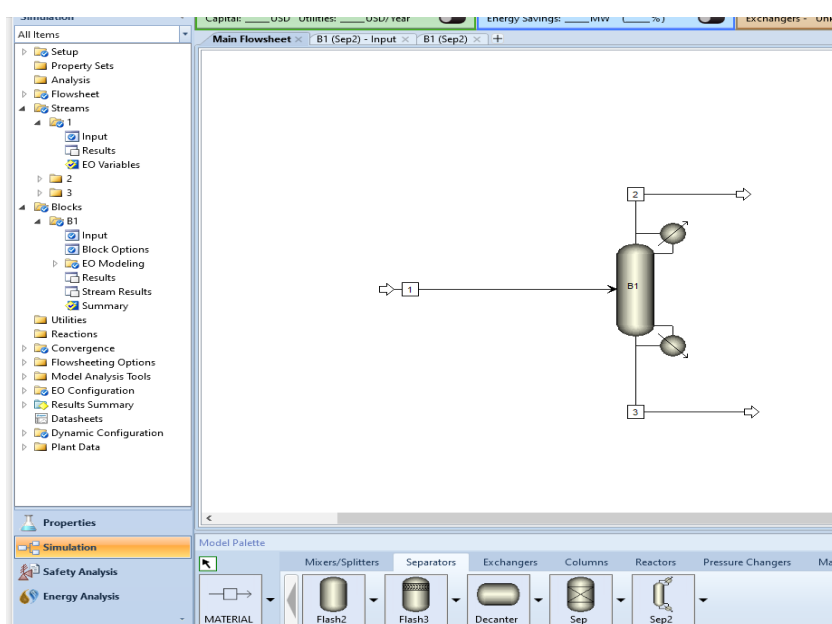 Simulation
Capital: ____USD Utilities: ____USD/Year
Energy Savings: ____MW (____%)
Exchangers -
All Items
Main Flowsheet × B1 (Sep2) - Input × B1 (Sep2) × +
Setup
Property Sets
Analysis
Flowsheet
Streams
1
Input
Results
EO Variables
2
3
Blocks
B1
Input
Block Options
EO Modeling
Results
Stream Results
Summary
Utilities
Reactions
Convergence
Flowsheeting Options
Model Analysis Tools
EO Configuration
Results Summary
Datasheets
Dynamic Configuration
Plant Data
2
1
B1
3
Properties
Simulation
Safety Analysis
Energy Analysis
Model Palette
Mixers/Splitters Separators Exchangers Columns Reactors Pressure Changers
MATERIAL Flash2 Flash3 Decanter Sep Sep2